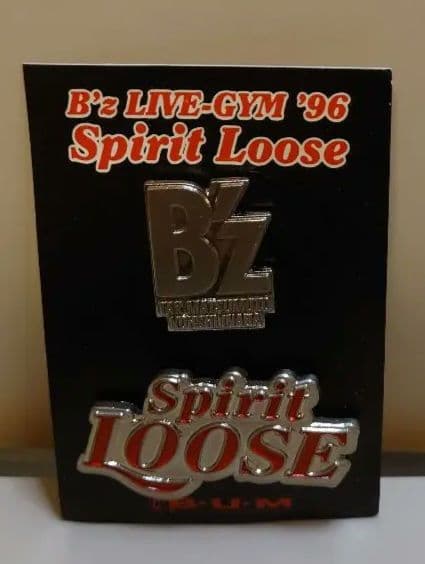 B'z LIVE-GYM '96
Spirit Loose
B'z
Spirit
LOOSE
B-U-M